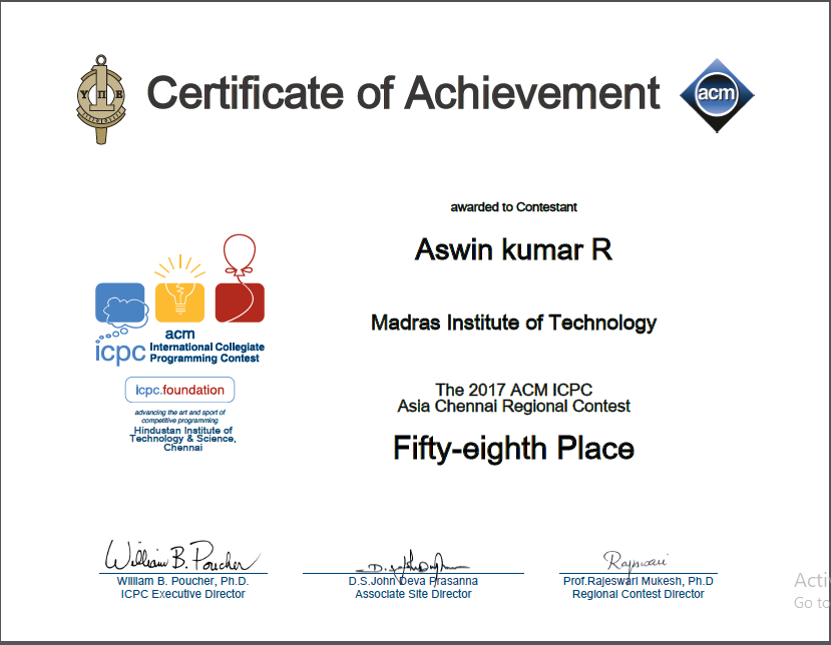 Certificate of Achievement
acm
awarded to Contestant
Aswin kumar R
Madras Institute of Technology
The 2017 ACM ICPC
Asia Chennai Regional Contest
Fifty-eighth Place
acm
icpc International Collegiate
Programming Contest
icpc.foundation
advancing the art and sport of
competitive programming
Hindustan Institute of
Technology & Science,
Chennai
William B. Poucher
William B. Poucher, Ph.D.
ICPC Executive Director
D.S.John Deva Prasanna
Associate Site Director
Rajeswari
Prof.Rajeswari Mukesh, Ph.D
Regional Contest Director
Acti
Go to